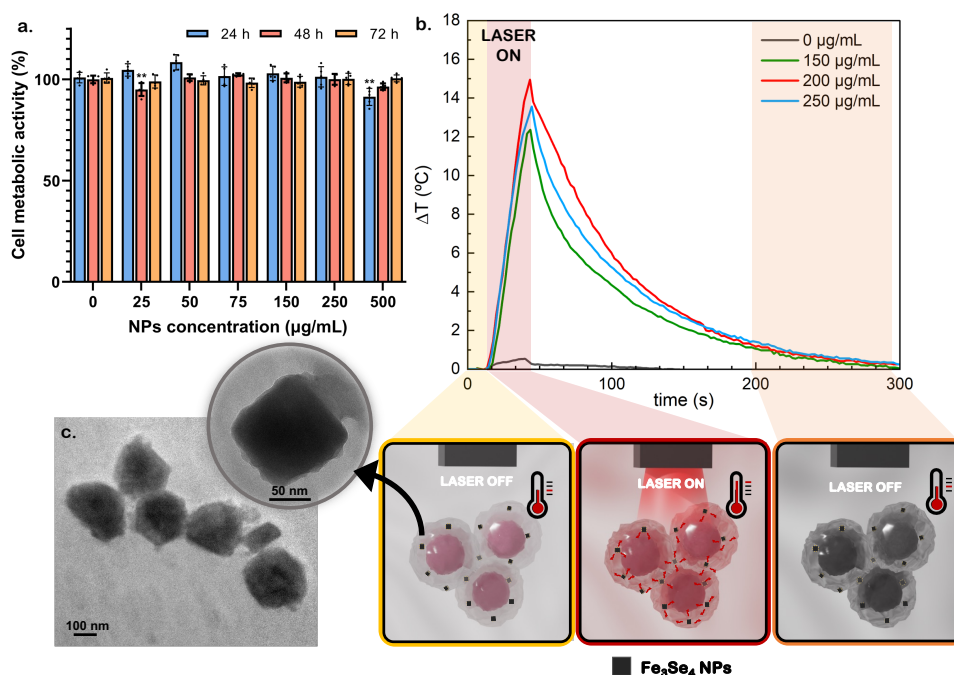 a.
24 h 48 h 72 h
Cell metabolic activity (%)
100
50
0
** **
0 25 50 75 150 250 500
NPs concentration (µg/mL)
b.
LASER
ON
0 µg/mL
150 µg/mL
200 µg/mL
250 µg/mL
ΔT (ºC)
18
16
14
12
10
8
6
4
2
0
0 100 200 300
time (s)
c.
50 nm
100 nm
LASER OFF
LASER ON
LASER OFF
Fe₃Se₄ NPs